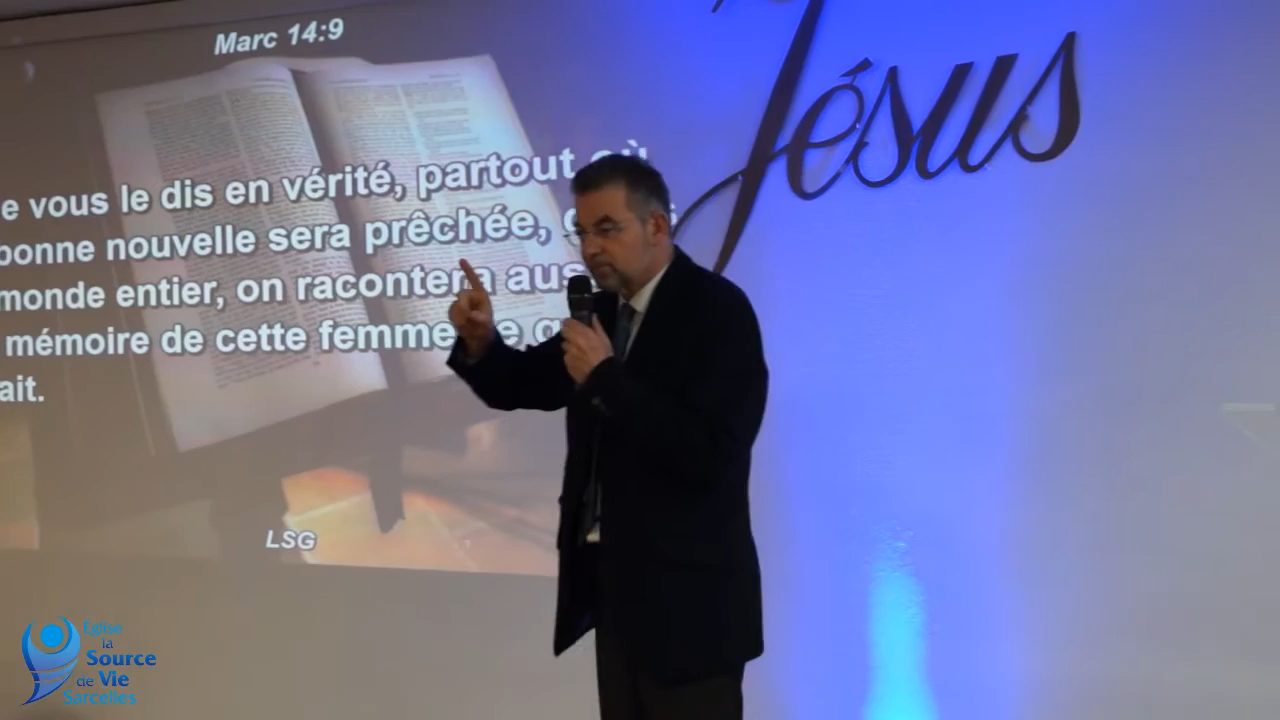 Marc 14:9
Jésus
e vous le dis en vérité, partout où
bonne nouvelle sera prêchée,
monde entier, on racontera aus
mémoire de cette femme
ait.
LSG
Eglise
la
Source
de Vie
Sarcelles